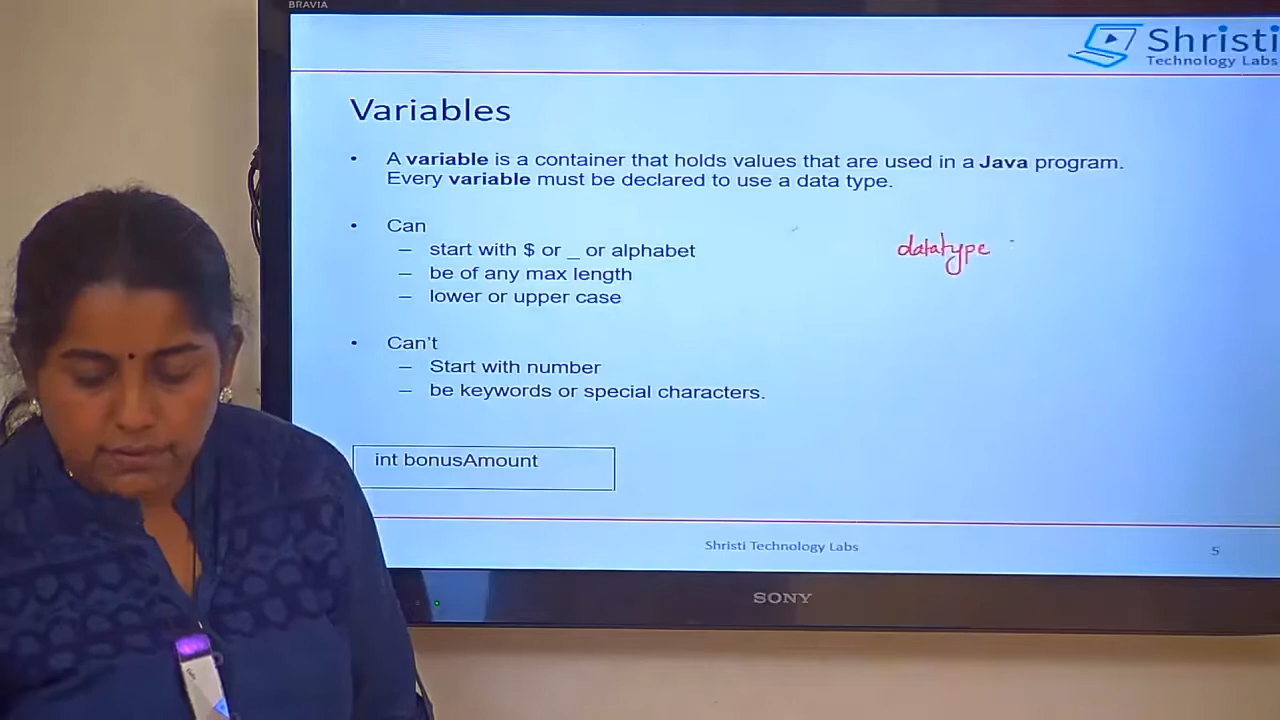 BRAVIA
Shristi
Technology Labs
Variables
• A variable is a container that holds values that are used in a Java program.
Every variable must be declared to use a data type.
• Can
– start with $ or _ or alphabet
– be of any max length
– lower or upper case
datatype
• Can't
– Start with number
– be keywords or special characters.
int bonusAmount
Shristi Technology Labs
5
SONY